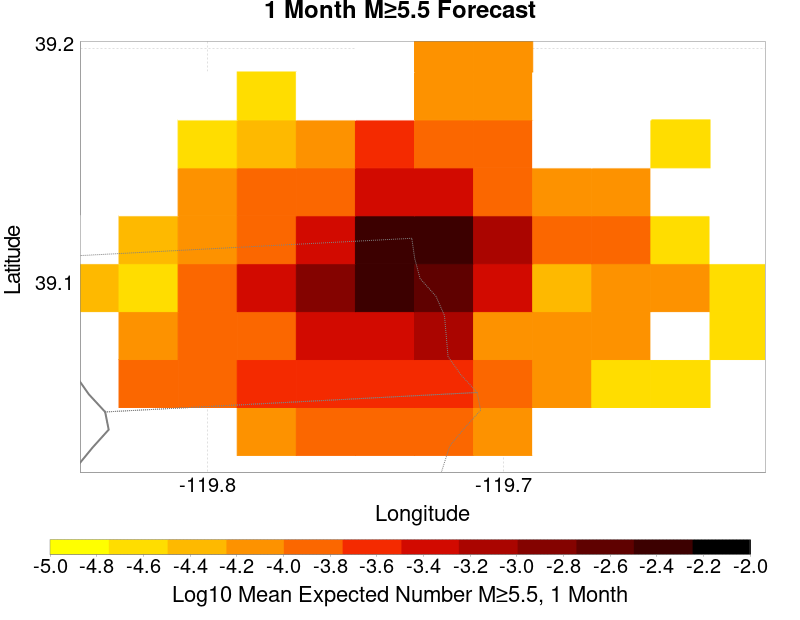 1 Month M≥5.5 Forecast
39.2
39.1
Latitude
-119.8 -119.7
Longitude
-5.0 -4.8 -4.6 -4.4 -4.2 -4.0 -3.8 -3.6 -3.4 -3.2 -3.0 -2.8 -2.6 -2.4 -2.2 -2.0
Log10 Mean Expected Number M≥5.5, 1 Month